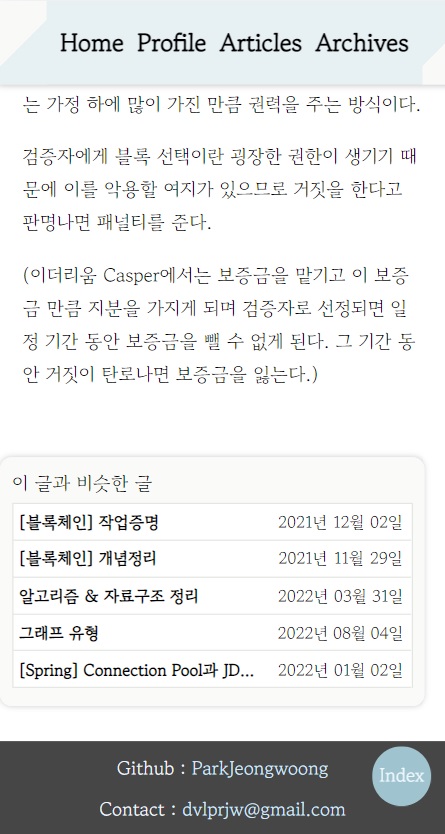 Home Profile Articles Archives
는 가정 하에 많이 가진 만큼 권력을 주는 방식이다.
검증자에게 블록 선택이란 굉장한 권한이 생기기 때
문에 이를 악용할 여지가 있으므로 거짓을 한다고
판명나면 패널티를 준다.
(이더리움 Casper에서는 보증금을 맡기고 이 보증
금 만큼 지분을 가지게 되며 검증자로 선정되면 일
정 기간 동안 보증금을 뺄 수 없게 된다. 그 기간 동
안 거짓이 탄로나면 보증금을 잃는다.)
이 글과 비슷한 글
[블록체인] 작업증명 2021년 12월 02일
[블록체인] 개념정리 2021년 11월 29일
알고리즘 & 자료구조 정리 2022년 03월 31일
그래프 유형 2022년 08월 04일
[Spring] Connection Pool과 JD... 2022년 01월 02일
Github : ParkJeongwoong
Index
Contact : dvlprjw@gmail.com